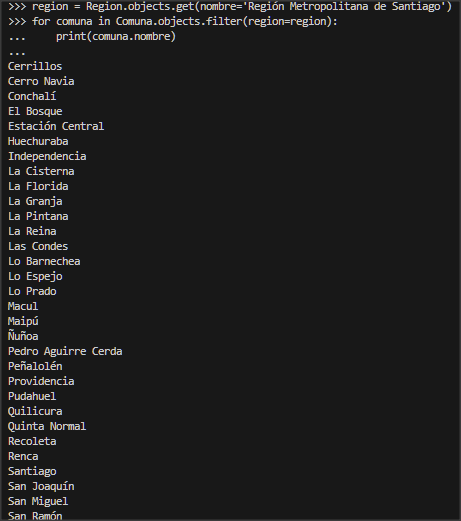 >>> region = Region.objects.get(nombre='Región Metropolitana de Santiago')
>>> for comuna in Comuna.objects.filter(region=region):
...     print(comuna.nombre)
...
Cerrillos
Cerro Navia
Conchalí
El Bosque
Estación Central
Huechuraba
Independencia
La Cisterna
La Florida
La Granja
La Pintana
La Reina
Las Condes
Lo Barnechea
Lo Espejo
Lo Prado
Macul
Maipú
Ñuñoa
Pedro Aguirre Cerda
Peñalolén
Providencia
Pudahuel
Quilicura
Quinta Normal
Recoleta
Renca
Santiago
San Joaquín
San Miguel
San Ramón